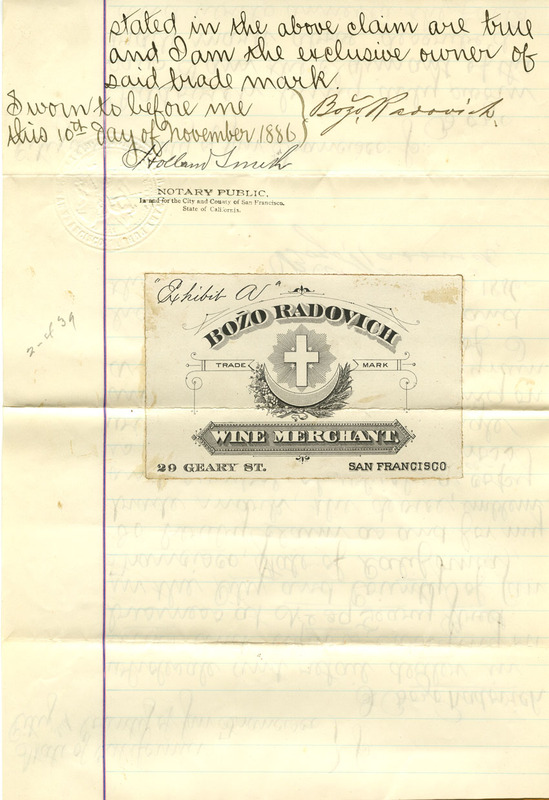 stated in the above claim are true
and I am the exclusive owner of
said trade mark.
Sworn to before me
this 10th day of November 1886
Božo Radovich
Holland Smith
NOTARY PUBLIC.
In and for the City and County of San Francisco,
State of California.
"Exhibit A"
BOŽO RADOVICH
TRADE MARK
WINE MERCHANT.
29 GEARY ST. SAN FRANCISCO